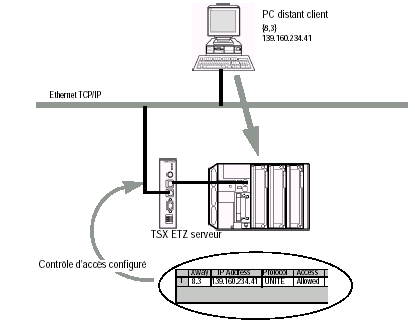 PC distant client
{8,3}
139.160.234.41
Ethernet TCP/IP
TSX ETZ serveur
Contrôle d'accès configuré
Xway IP Address Protocol Access
1 8.3 139.160.234.41 UNITE Allowed